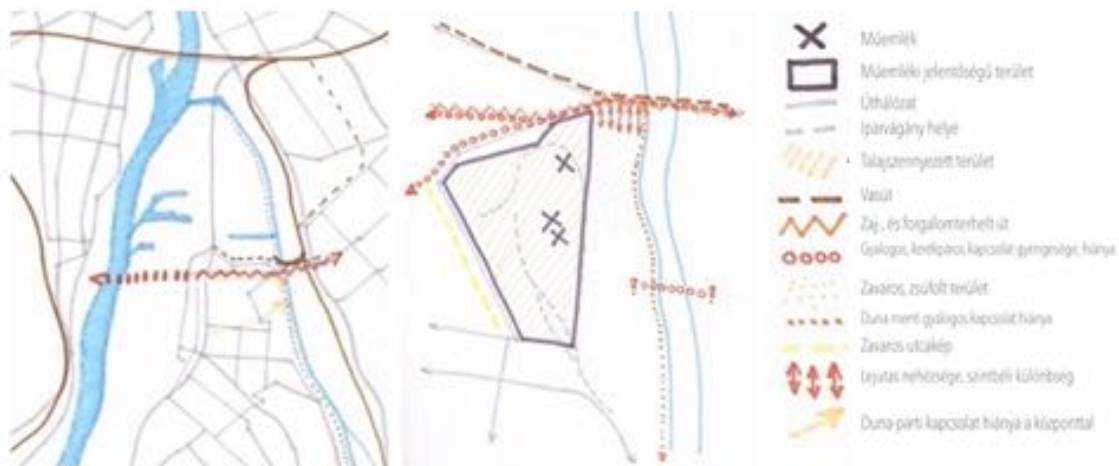 Műemlék
Műemléki jelentőségű terület
Úthálózat
Iparvágány helye
Talajszennyezett terület
Vasút
Zaj-, és forgalomterhelt út
Gyalogos, kerékpáros kapcsolat gyengesége, hiánya
Zavaros, zsúfolt terület
Duna menti gyalogos kapcsolat hiánya
Zavaros utcakép
Lejutás nehézsége, szintbéli különbség
Duna-parti kapcsolat hiánya a központtal